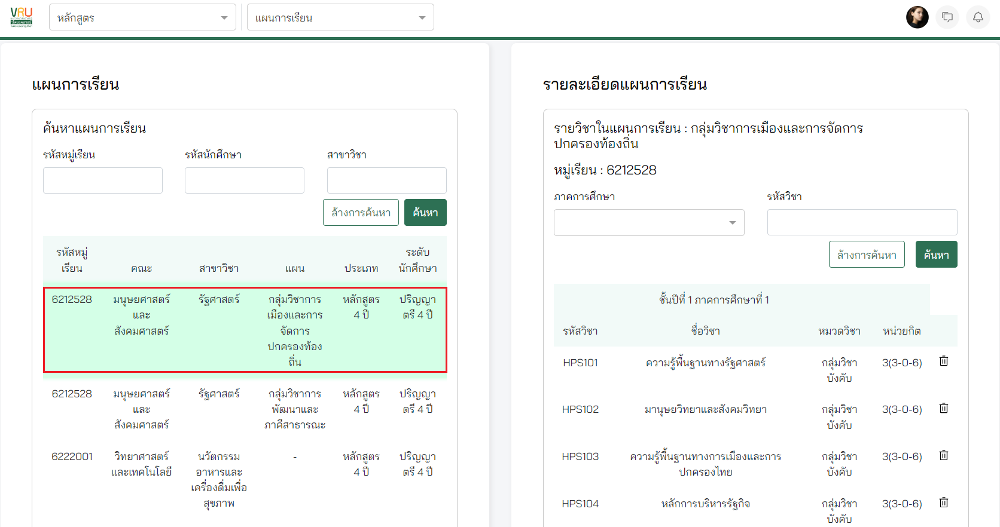 VRU
หลักสูตร
แผนการเรียน
แผนการเรียน
ค้นหาแผนการเรียน
รหัสหมู่เรียน รหัสนักศึกษา สาขาวิชา
ล้างการค้นหา ค้นหา
รหัสหมู่เรียน คณะ สาขาวิชา แผน ประเภท ระดับนักศึกษา
6212528 มนุษยศาสตร์และสังคมศาสตร์ รัฐศาสตร์ กลุ่มวิชาการเมืองและการจัดการปกครองท้องถิ่น หลักสูตร 4 ปี ปริญญาตรี 4 ปี
6212528 มนุษยศาสตร์และสังคมศาสตร์ รัฐศาสตร์ กลุ่มวิชาการพัฒนาและภาคีสาธารณะ หลักสูตร 4 ปี ปริญญาตรี 4 ปี
6222001 วิทยาศาสตร์และเทคโนโลยี นวัตกรรมอาหารและเครื่องดื่มเพื่อสุขภาพ - หลักสูตร 4 ปี ปริญญาตรี 4 ปี
รายละเอียดแผนการเรียน
รายวิชาในแผนการเรียน : กลุ่มวิชาการเมืองและการจัดการ
ปกครองท้องถิ่น
หมู่เรียน : 6212528
ภาคการศึกษา รหัสวิชา
ล้างการค้นหา ค้นหา
ชั้นปีที่ 1 ภาคการศึกษาที่ 1
รหัสวิชา ชื่อวิชา หมวดวิชา หน่วยกิต
HPS101 ความรู้พื้นฐานทางรัฐศาสตร์ กลุ่มวิชาบังคับ 3(3-0-6)
HPS102 มานุษยวิทยาและสังคมวิทยา กลุ่มวิชาบังคับ 3(3-0-6)
HPS103 ความรู้พื้นฐานทางการเมืองและการปกครองไทย กลุ่มวิชาบังคับ 3(3-0-6)
HPS104 หลักการบริหารรัฐกิจ กลุ่มวิชาบังคับ 3(3-0-6)